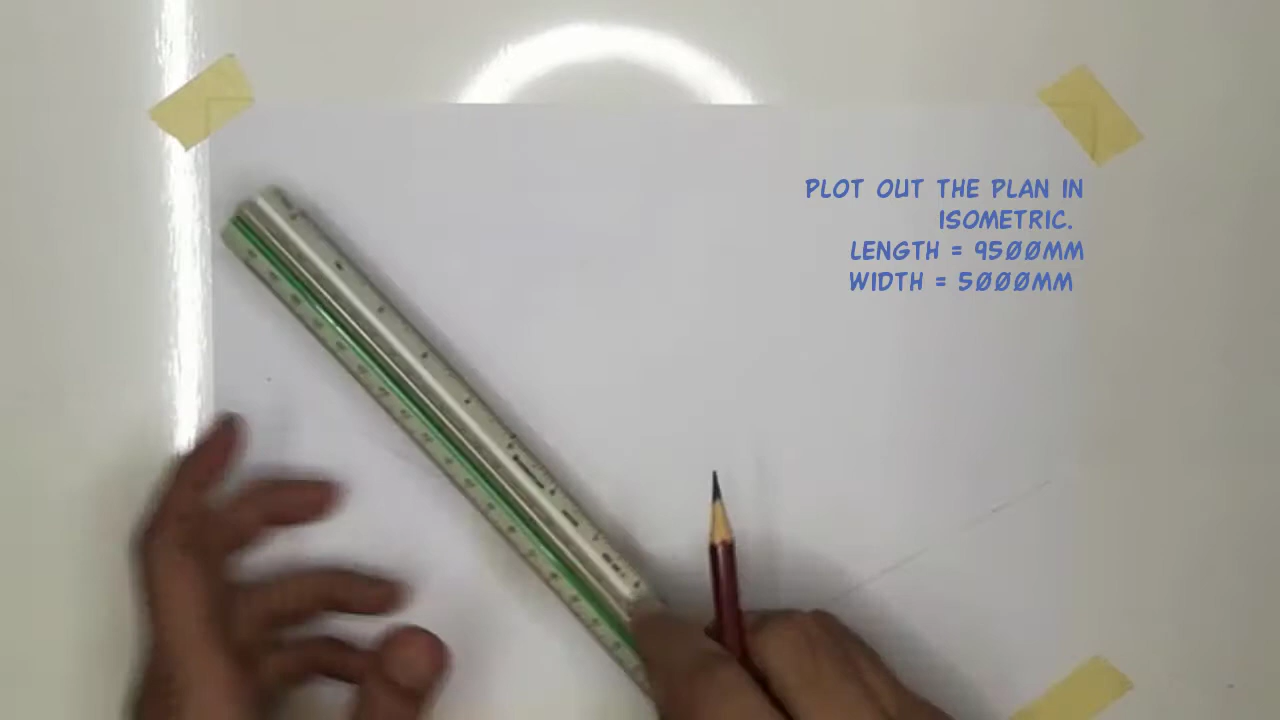 PLOT OUT THE PLAN IN
ISOMETRIC.
LENGTH = 9500MM
WIDTH = 5000MM